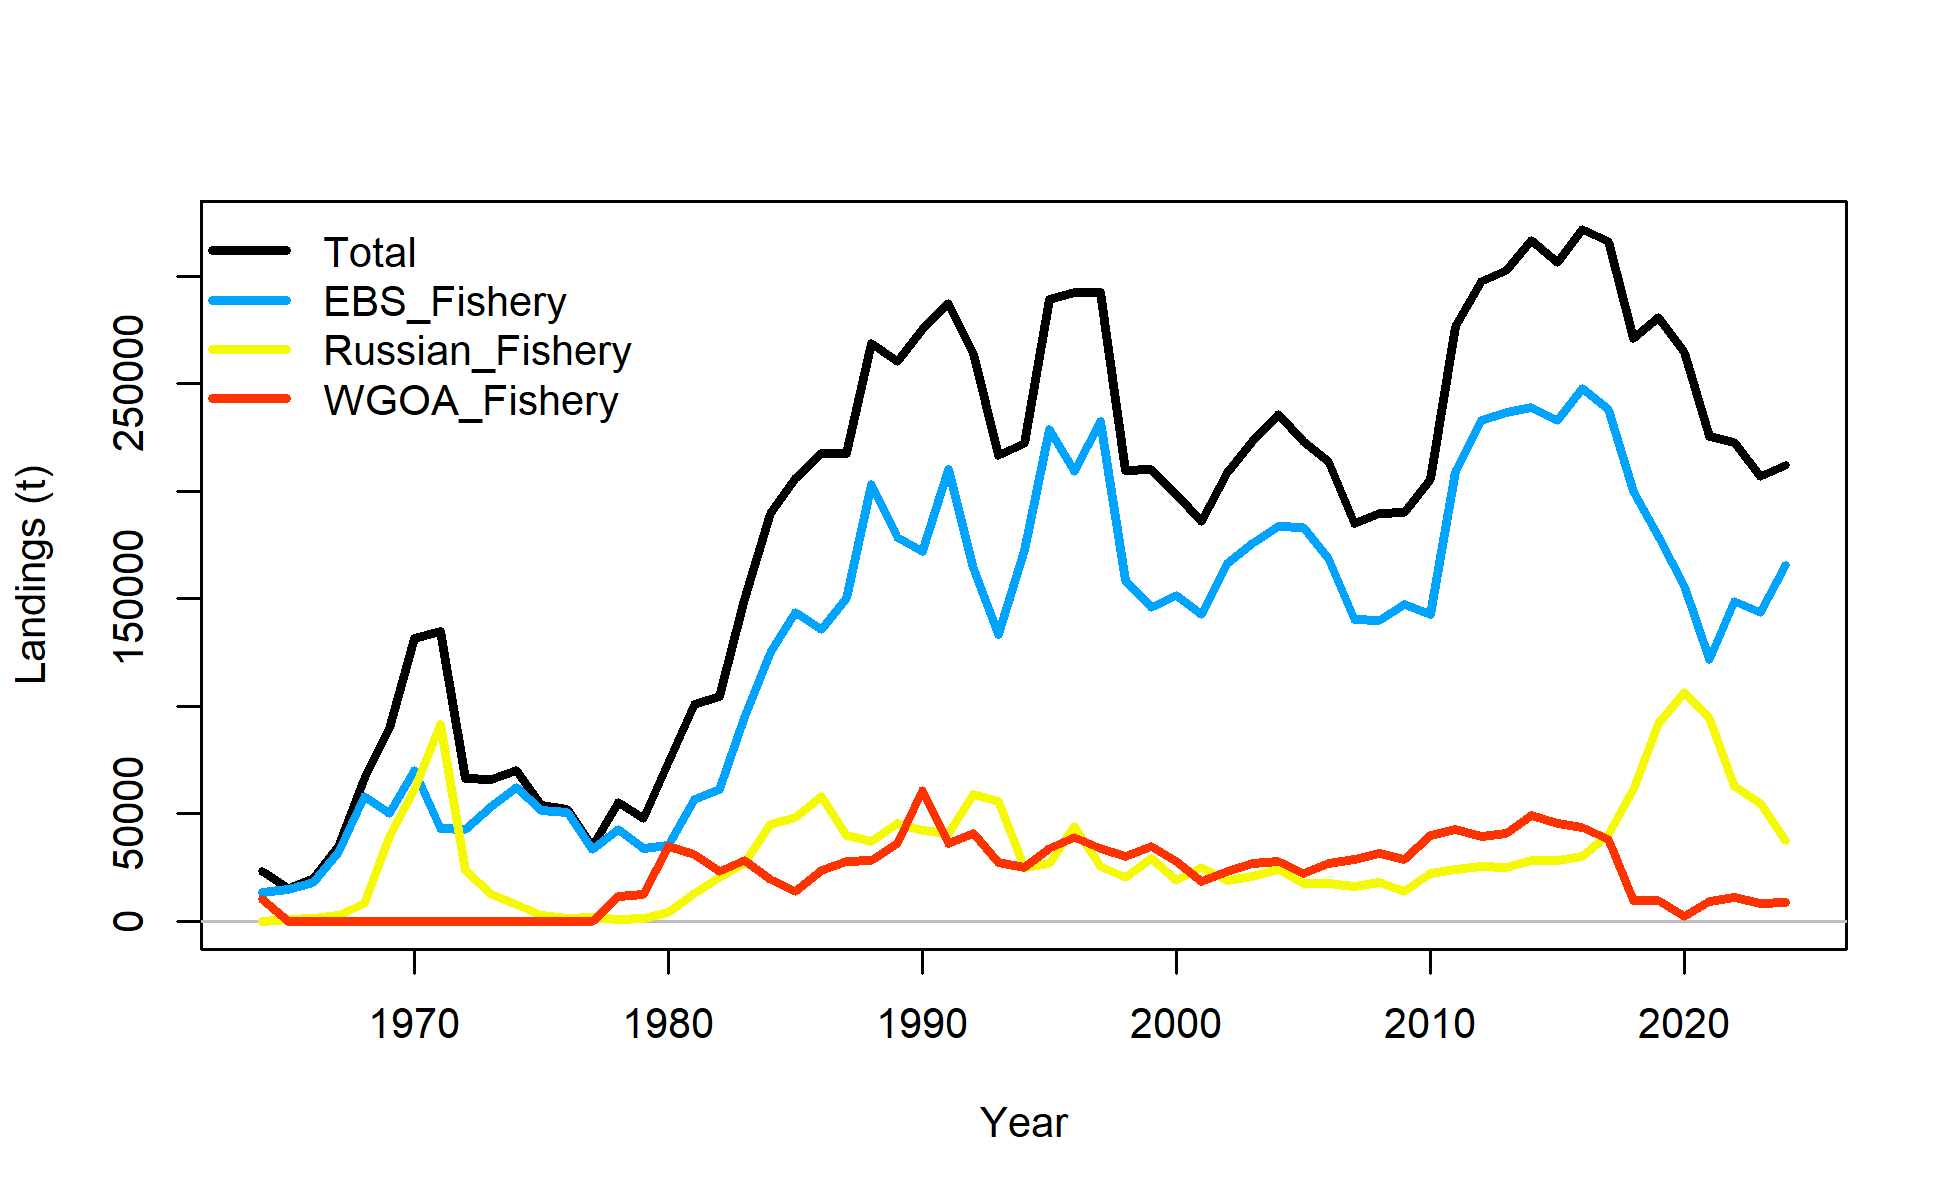 Total
EBS_Fishery
Russian_Fishery
WGOA_Fishery
Landings (t)
250000
150000
50000
0
1970 1980 1990 2000 2010 2020
Year